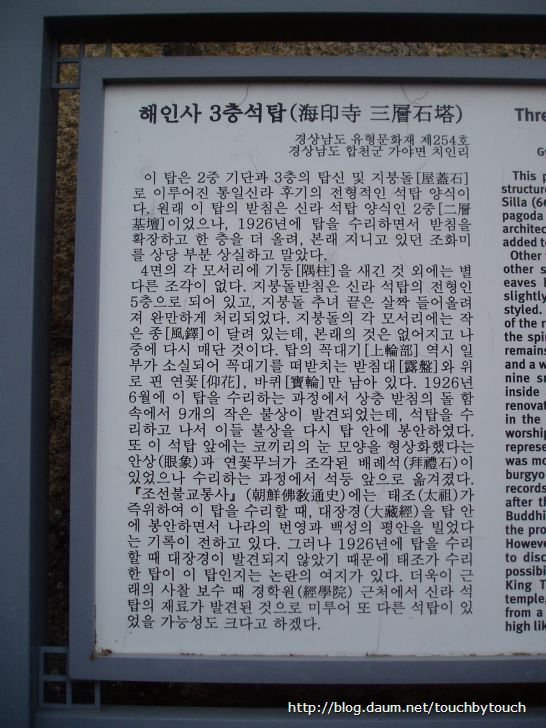 해인사 3층석탑(海印寺 三層石塔)
경상남도 유형문화재 제254호
경상남도 합천군 가야면 치인리
이 탑은 2중 기단과 3층의 탑신 및 지붕돌[屋蓋石]
로 이루어진 통일신라 후기의 전형적인 석탑 양식이
다. 원래 이 탑의 받침은 신라 석탑 양식인 2중[二層
基壇]이었으나, 1926년에 탑을 수리하면서 받침을
확장하고 한 층을 더 올려, 본래 지니고 있던 조화미
를 상당 부분 상실하고 말았다.
4면의 각 모서리에 기둥[隅柱]을 새긴 것 외에는 별
다른 조각이 없다. 지붕돌받침은 신라 석탑의 전형인
5층으로 되어 있고, 지붕돌 추녀 끝은 살짝 들어올려
져 완만하게 처리되었다. 지붕돌의 각 모서리에는 작
은 종[風鐸]이 달려 있는데, 본래의 것은 없어지고 나
중에 다시 매단 것이다. 탑의 꼭대기[上輪部] 역시 일
부가 소실되어 꼭대기를 떠받치는 받침대[露盤]와 위
로 핀 연꽃[仰花], 바퀴[寶輪]만 남아 있다. 1926년
6월에 이 탑을 수리하는 과정에서 상층 받침의 돌 함
속에서 9개의 작은 불상이 발견되었는데, 석탑을 수
리하고 나서 이들 불상을 다시 탑 안에 봉안하였다.
또 이 석탑 앞에는 코끼리의 눈 모양을 형상화했다는
안상(眼象)과 연꽃무늬가 조각된 배례석(拜禮石)이
있었으나 수리하는 과정에서 석등 앞으로 옮겨졌다.
『조선불교통사』(朝鮮佛敎通史)에는 태조(太祖)가
즉위하여 이 탑을 수리할 때, 대장경(大藏經)을 탑 안
에 봉안하면서 나라의 번영과 백성의 평안을 빌었다
는 기록이 전하고 있다. 그러나 1926년에 탑을 수리
할 때 대장경이 발견되지 않았기 때문에 태조가 수리
한 탑이 이 탑인지는 논란의 여지가 있다. 더욱이 근
래의 사찰 보수 때 경학원(經學院) 근처에서 신라 석
탑의 재료가 발견된 것으로 미루어 또 다른 석탑이 있
었을 가능성도 크다고 하겠다.
Thre
G
This p
structure
Silla (6
pagoda
architec
added to
Other
other s
eaves
slightly
styled.
of the r
the spi
remains
and a w
nine sn
inside
renovat
in the
worship
represe
was mo
burgyo
records
after t
Buddhi
the pro
Howeve
to disc
possibi
King T
temple,
from a
high lik
http://blog.daum.net/touchbytouch